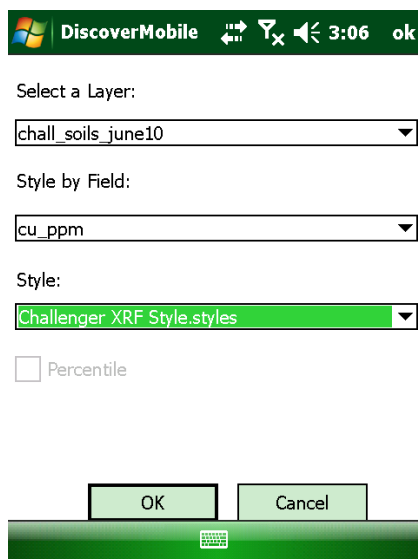 DiscoverMobile 3:06 ok
Select a Layer:
chall_soils_june10
Style by Field:
cu_ppm
Style:
Challenger XRF Style.styles
Percentile
OK Cancel